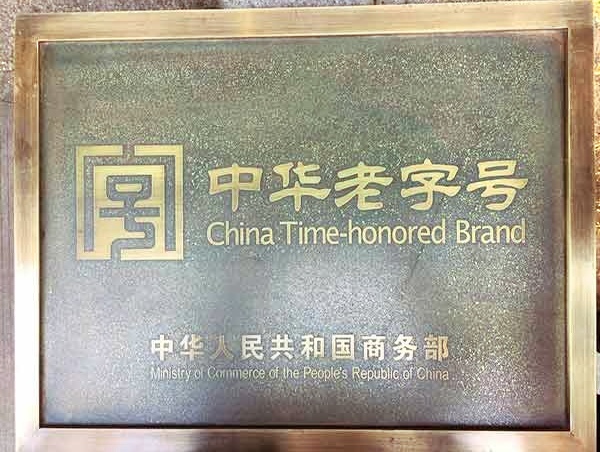 中华老字号
China Time-honored Brand
中华人民共和国商务部
Ministry of Commerce of the People's Republic of China